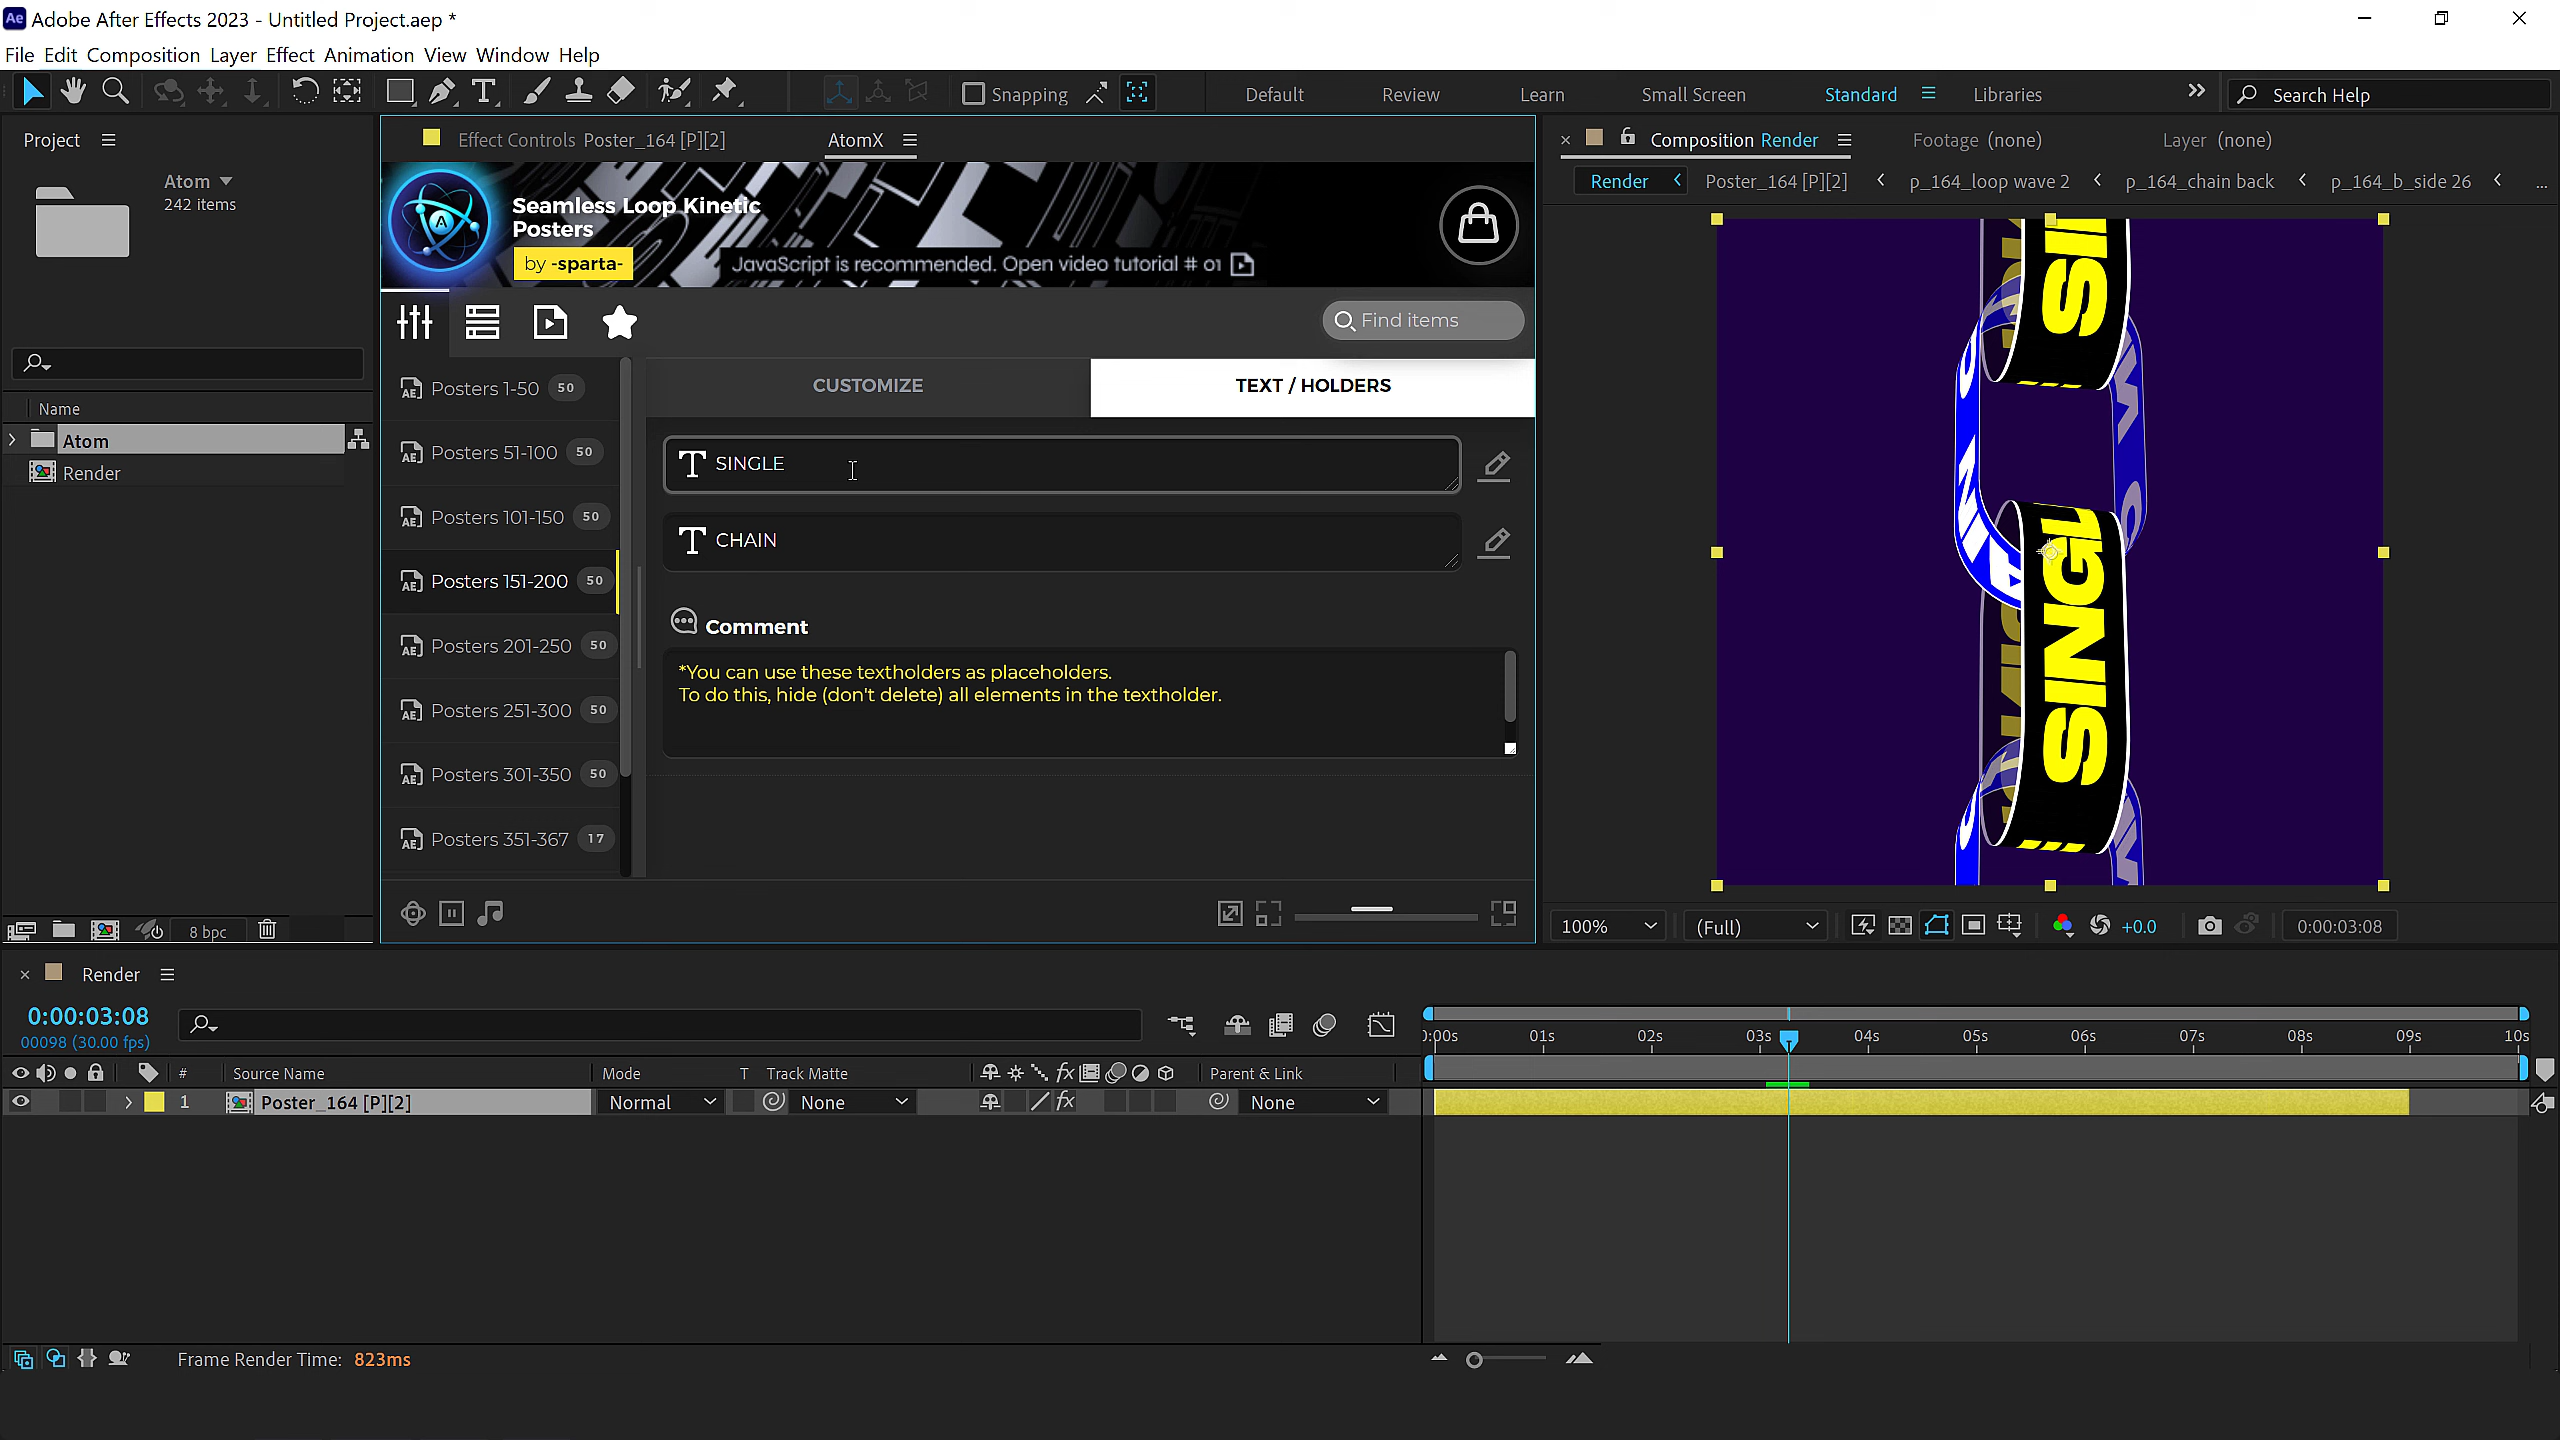 Adobe After Effects 2023 - Untitled Project.aep *
File Edit Composition Layer Effect Animation View Window Help
Snapping
Default
Review
Learn
Small Screen
Standard
Libraries
Search Help
Project
Atom
242 items
Name
Atom
Render
8 bpc
Effect Controls Poster_164 [P][2]
AtomX
Seamless Loop Kinetic
Posters
by -sparta-
JavaScript is recommended. Open video tutorial # 01
Find items
Posters 1-50 50
Posters 51-100 50
Posters 101-150 50
Posters 151-200 50
Posters 201-250 50
Posters 251-300 50
Posters 301-350 50
Posters 351-367 17
CUSTOMIZE
TEXT / HOLDERS
SINGLE
CHAIN
Comment
*You can use these textholders as placeholders.
To do this, hide (don't delete) all elements in the textholder.
Composition Render
Footage (none)
Layer (none)
Render
Poster_164 [P][2]
p_164_loop wave 2
p_164_chain back
p_164_b_side 26
...
SINGL
100%
(Full)
+0.0
0:00:03:08
Render
0:00:03:08
00098 (30.00 fps)
# Source Name Mode T Track Matte Parent & Link
1 Poster_164 [P][2] Normal None None
):00s 01s 02s 03s 04s 05s 06s 07s 08s 09s 10s
Frame Render Time: 823ms